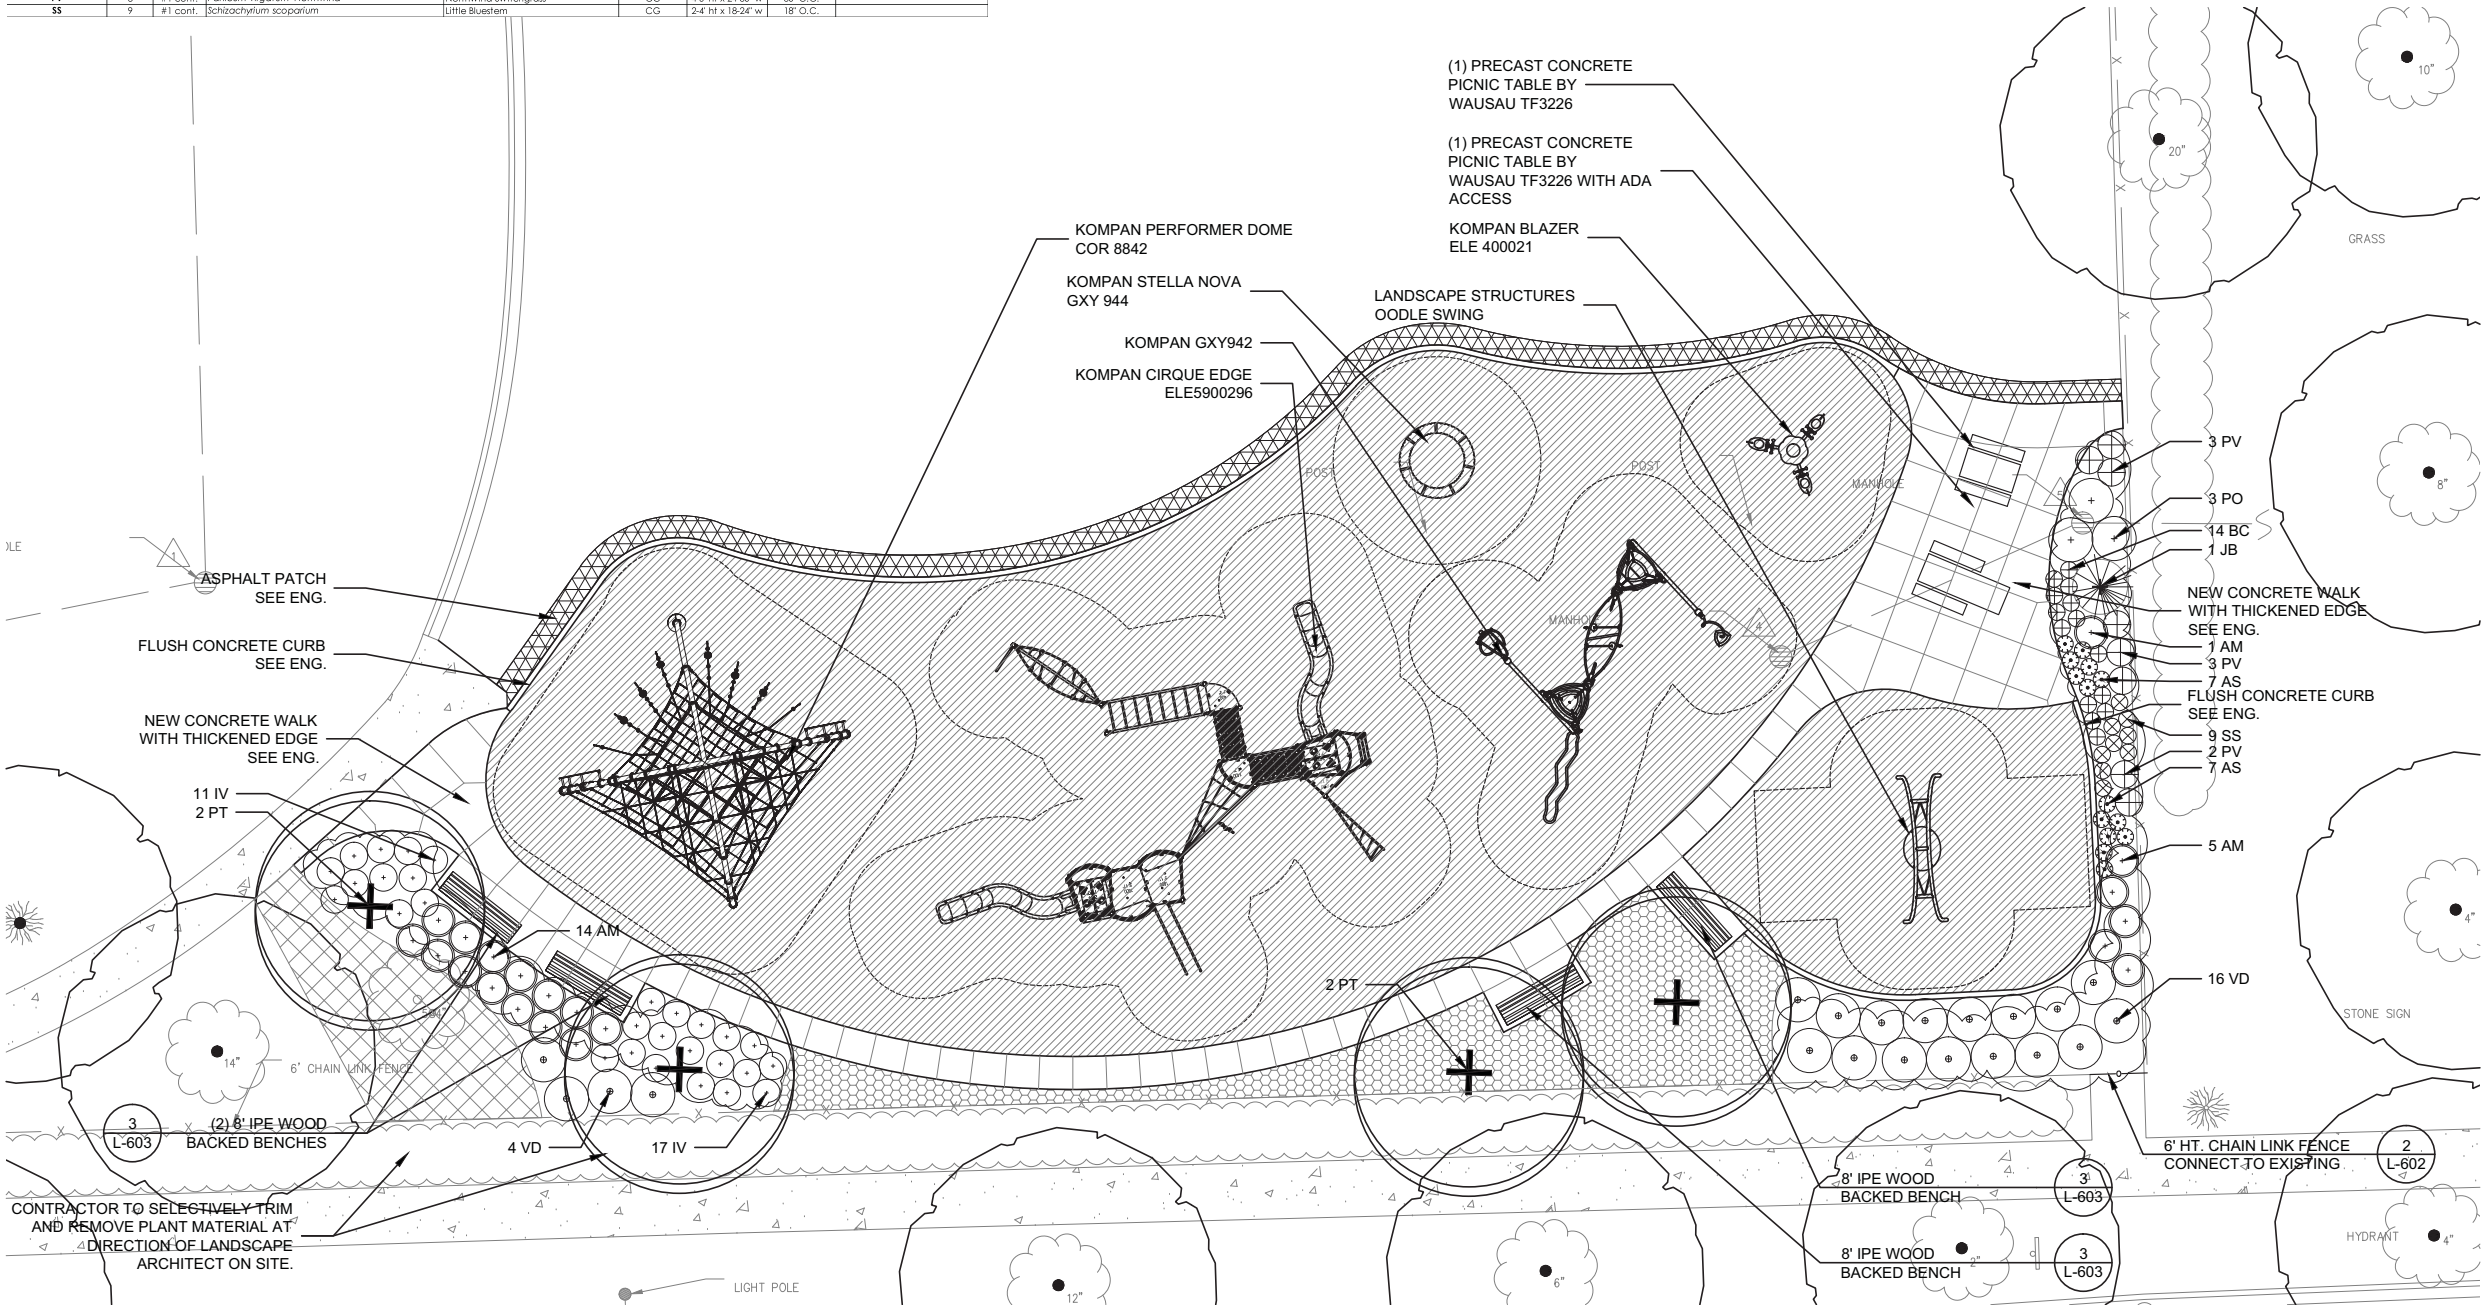 SS 9 #1 cont. Schizachyrium scoparium Little Bluestem CG 2-4' ht x 18-24" w 18" O.C.
(1) PRECAST CONCRETE
PICNIC TABLE BY
WAUSAU TF3226
(1) PRECAST CONCRETE
PICNIC TABLE BY
WAUSAU TF3226 WITH ADA
ACCESS
KOMPAN BLAZER
ELE 400021
LANDSCAPE STRUCTURES
OODLE SWING
KOMPAN PERFORMER DOME
COR 8842
KOMPAN STELLA NOVA
GXY 944
KOMPAN GXY942
KOMPAN CIRQUE EDGE
ELE5900296
10"
20"
GRASS
8"
4"
STONE SIGN
HYDRANT
4"
POST
POST
MANHOLE
5
MANHOLE
4
1
ASPHALT PATCH
SEE ENG.
FLUSH CONCRETE CURB
SEE ENG.
NEW CONCRETE WALK
WITH THICKENED EDGE
SEE ENG.
11 IV
2 PT
14 AM
2 PT
3 PV
3 PO
14 BC
1 JB
NEW CONCRETE WALK
WITH THICKENED EDGE
SEE ENG.
1 AM
3 PV
7 AS
FLUSH CONCRETE CURB
SEE ENG.
9 SS
2 PV
7 AS
5 AM
16 VD
14"
6' CHAIN LINK FENCE
3
L-603
(2) 8' IPE WOOD
BACKED BENCHES
4 VD
17 IV
CONTRACTOR TO SELECTIVELY TRIM
AND REMOVE PLANT MATERIAL AT
DIRECTION OF LANDSCAPE
ARCHITECT ON SITE.
LIGHT POLE
12"
6"
2"
8' IPE WOOD
BACKED BENCH
3
L-603
8' IPE WOOD
BACKED BENCH
3
L-603
6' HT. CHAIN LINK FENCE
CONNECT TO EXISTING
2
L-602